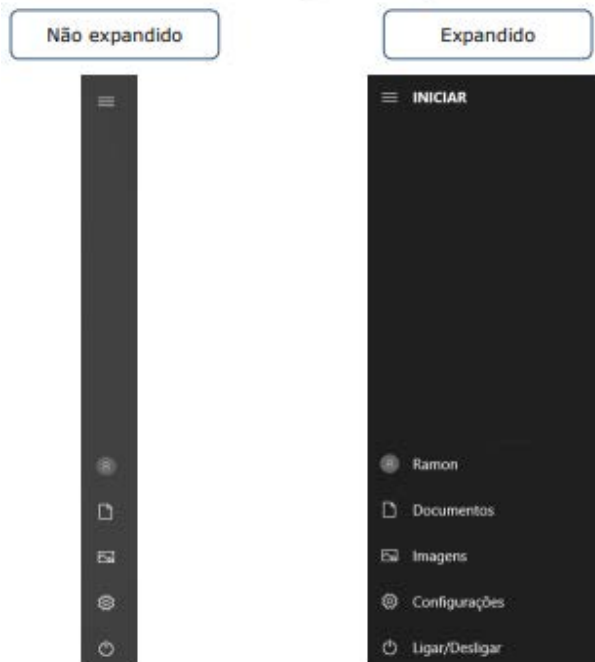 Não expandido
Expandido
INICIAR
Ramon
Documentos
Imagens
Configurações
Ligar/Desligar